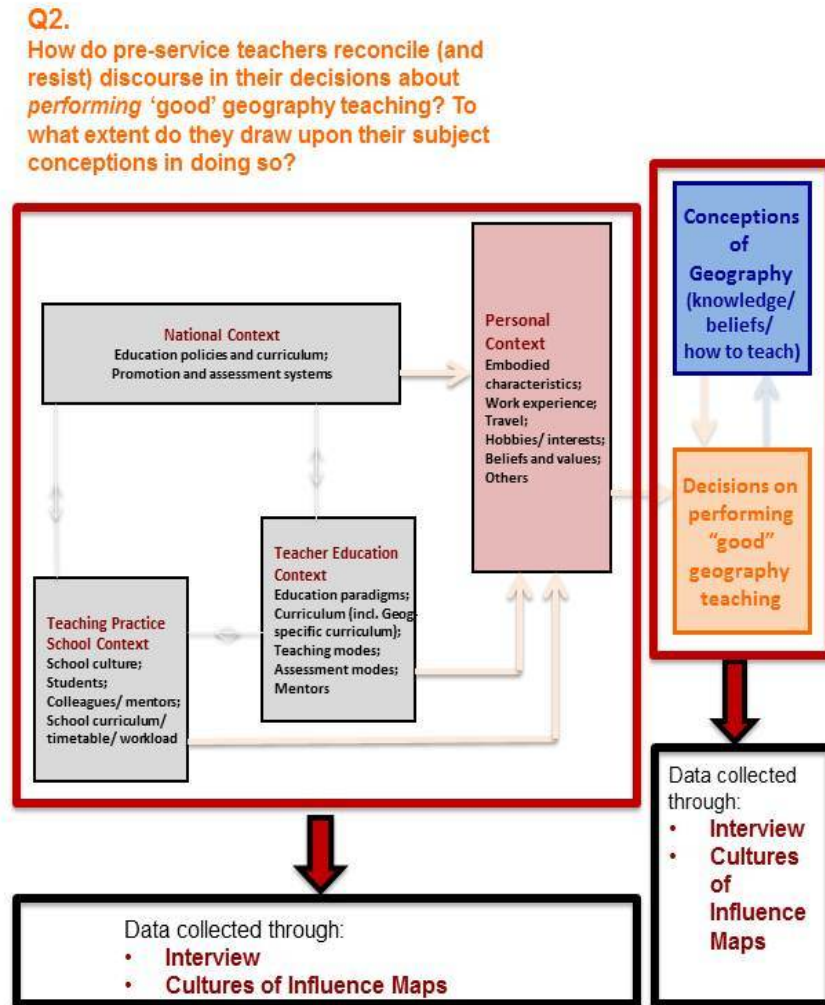 Q2.
How do pre-service teachers reconcile (and
resist) discourse in their decisions about
performing ‘good’ geography teaching? To
what extent do they draw upon their subject
conceptions in doing so?
National Context
Education policies and curriculum;
Promotion and assessment systems
Personal
Context
Embodied
characteristics;
Work experience;
Travel;
Hobbies/ interests;
Beliefs and values;
Others
Conceptions
of
Geography
(knowledge/
beliefs/
how to teach)
Decisions on
performing
“good”
geography
teaching
Teacher Education
Context
Education paradigms;
Curriculum (incl. Geog-
specific curriculum);
Teaching modes;
Assessment modes;
Mentors
Teaching Practice
School Context
School culture;
Students;
Colleagues/ mentors;
School curriculum/
timetable/ workload
Data collected
through:
• Interview
• Cultures
of
Influence
Maps
Data collected through:
• Interview
• Cultures of Influence Maps